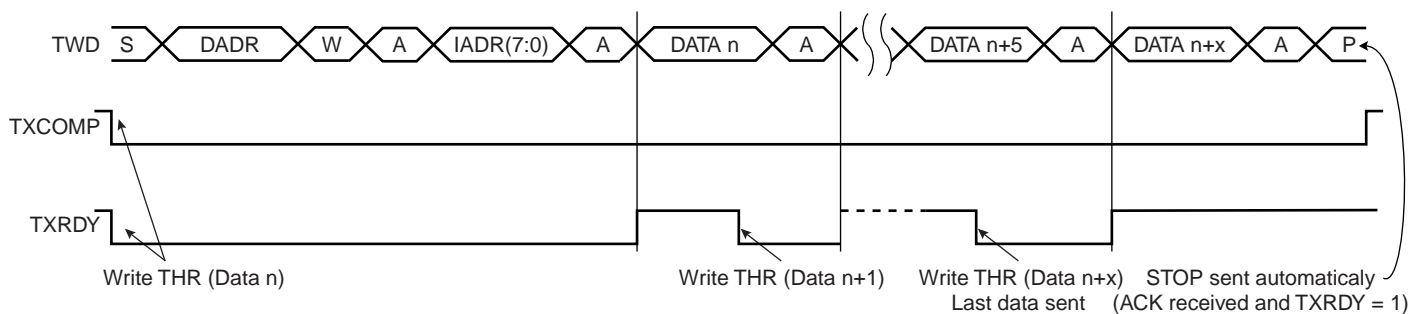 TWD S DADR W A IADR(7:0) A DATA n A DATA n+5 A DATA n+x A P
TXCOMP
TXRDY
Write THR (Data n) Write THR (Data n+1) Write THR (Data n+x) STOP sent automaticaly
Last data sent (ACK received and TXRDY = 1)